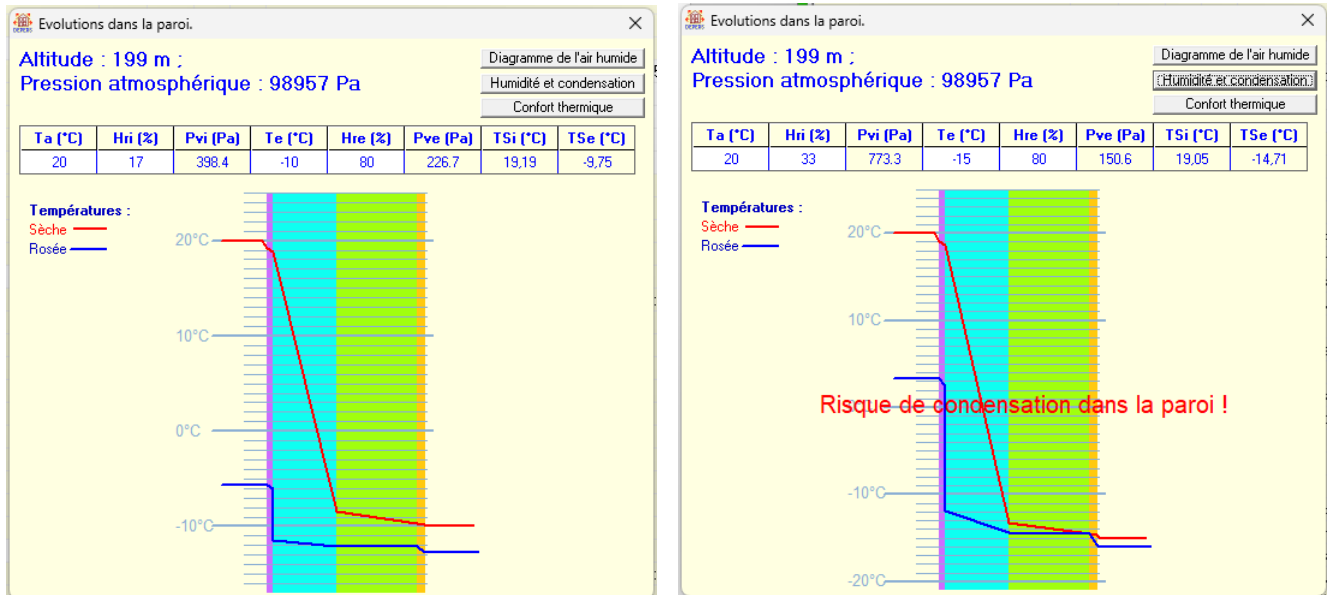 Evolutions dans la paroi.
Altitude : 199 m ;
Pression atmosphérique : 98957 Pa
Diagramme de l'air humide
Humidité et condensation
Confort thermique
Ta (°C) Hri (%) Pvi (Pa) Te (°C) Hre (%) Pve (Pa) TSi (°C) TSe (°C)
20 17 398.4 -10 80 226.7 19,19 -9,75
Températures :
Sèche
Rosée
20°C
10°C
0°C
-10°C
Evolutions dans la paroi.
Altitude : 199 m ;
Pression atmosphérique : 98957 Pa
Diagramme de l'air humide
Humidité et condensation
Confort thermique
Ta (°C) Hri (%) Pvi (Pa) Te (°C) Hre (%) Pve (Pa) TSi (°C) TSe (°C)
20 33 773.3 -15 80 150.6 19,05 -14,71
Températures :
Sèche
Rosée
20°C
10°C
Risque de condensation dans la paroi !
-10°C
-20°C